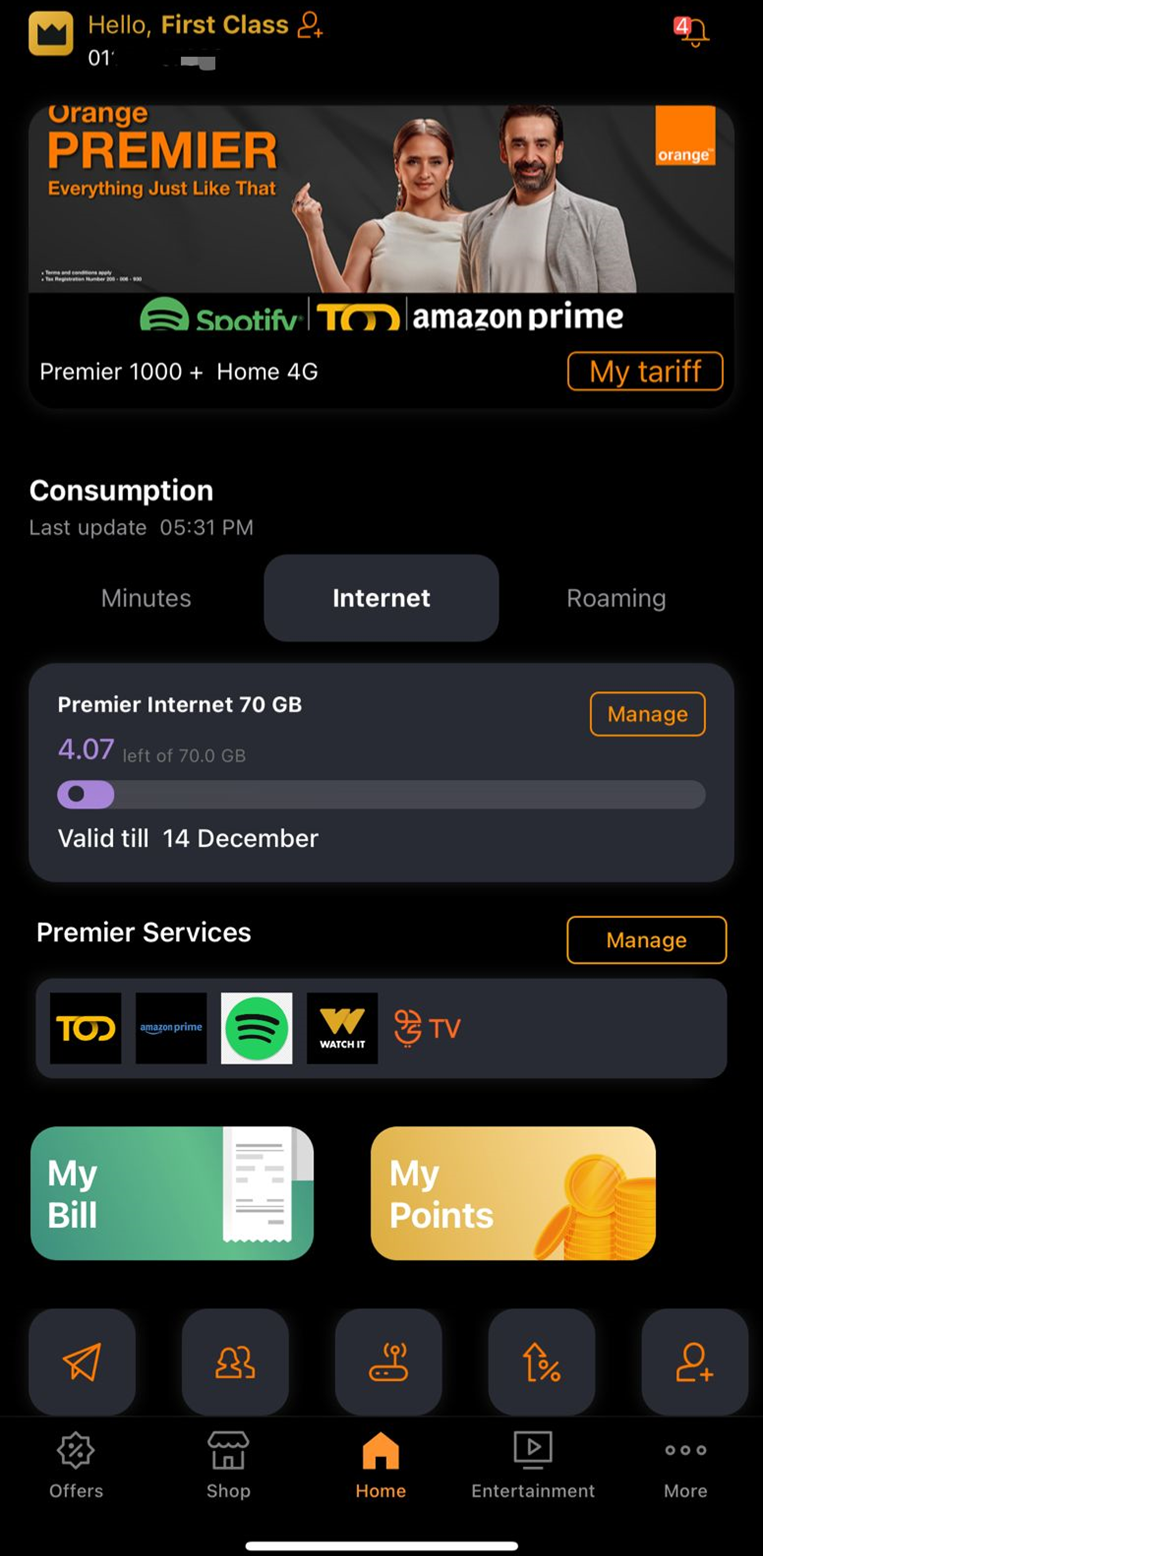 Hello, First Class
4
01
Orange
PREMIER
Everything Just Like That
orange
Terms and conditions apply
Tax Registration Number 200 - 006 - 930
Spotify
TOD
amazon prime
Premier 1000 + Home 4G
My tariff
Consumption
Last update 05:31 PM
Minutes
Internet
Roaming
Premier Internet 70 GB
Manage
4.07 left of 70.0 GB
Valid till 14 December
Premier Services
Manage
TOD
amazon prime
WATCH IT
TV
My
Bill
My
Points
%
Offers
Shop
Home
Entertainment
More